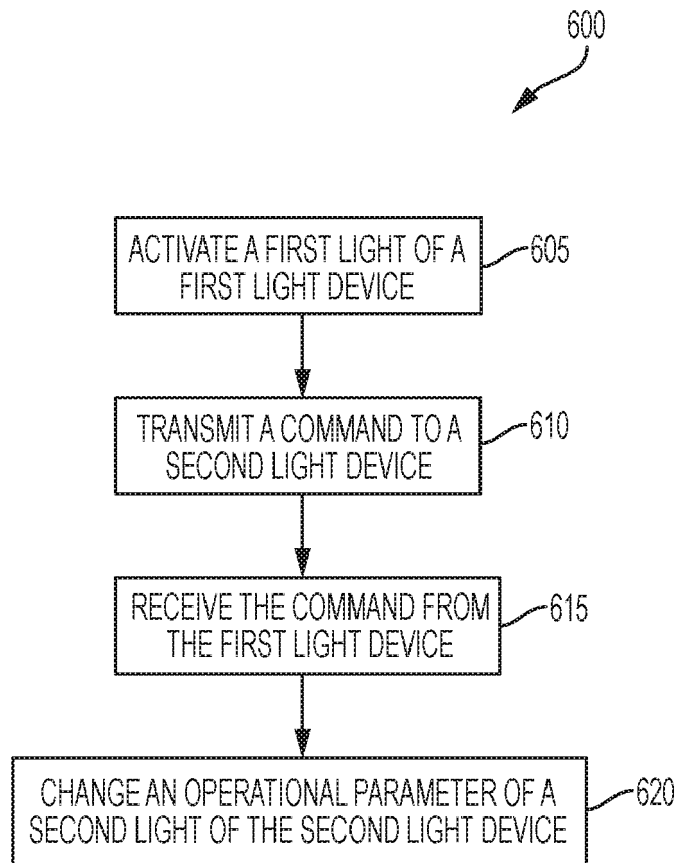 600
ACTIVATE A FIRST LIGHT OF A
FIRST LIGHT DEVICE
605
TRANSMIT A COMMAND TO A
SECOND LIGHT DEVICE
610
RECEIVE THE COMMAND FROM
THE FIRST LIGHT DEVICE
615
CHANGE AN OPERATIONAL PARAMETER OF A
SECOND LIGHT OF THE SECOND LIGHT DEVICE
620